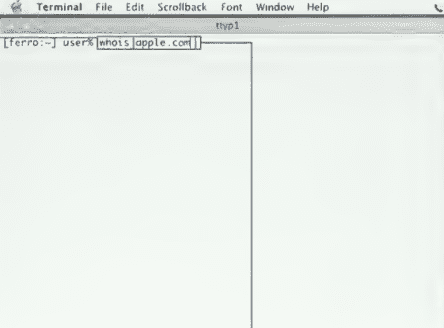 Terminal File Edit Scrollback Font Window Help
ttyp1
[ferro:~] user% whois apple.com